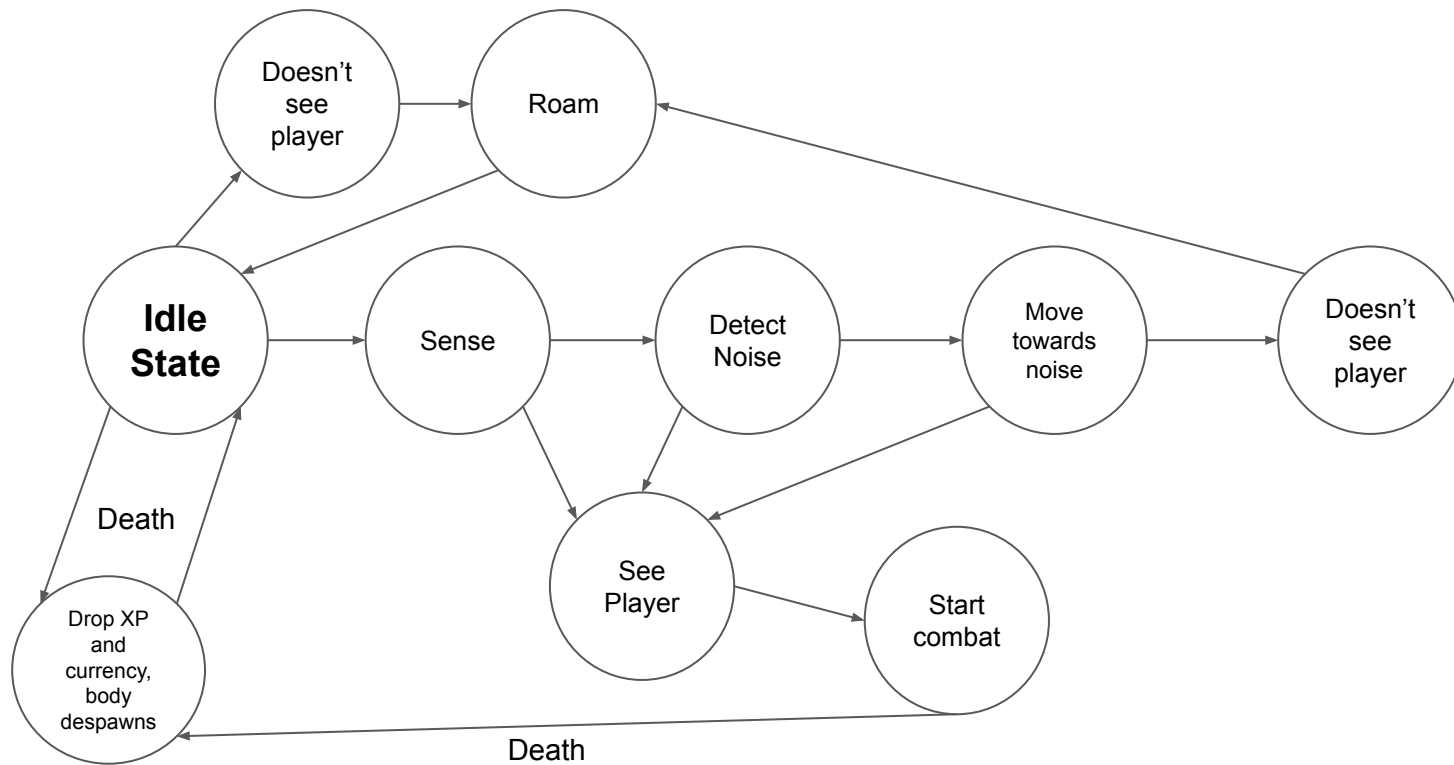 Doesn’t
see
player
Roam
Idle
State
Sense
Detect
Noise
Move
towards
noise
Doesn’t
see
player
Death
See
Player
Start
combat
Drop XP
and
currency,
body
despawns
Death